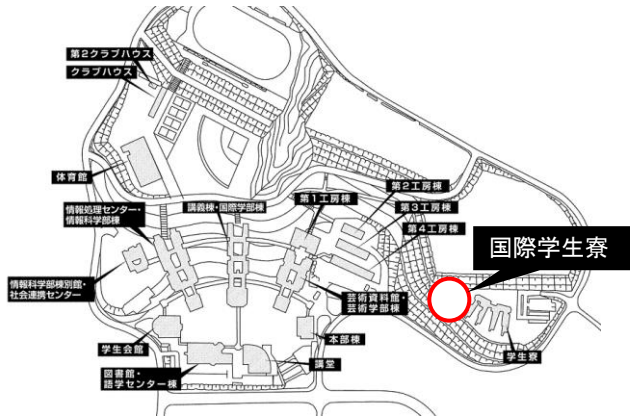 第2クラブハウス
クラブハウス
体育館
情報処理センター・
情報科学部棟
講義棟・国際学部棟
第1工房棟
第2工房棟
第3工房棟
第4工房棟
国際学生寮
情報科学部棟別館・
社会連携センター
芸術資料館・
芸術学部棟
学生会館
本部棟
図書館・
語学センター棟
講堂
学生寮